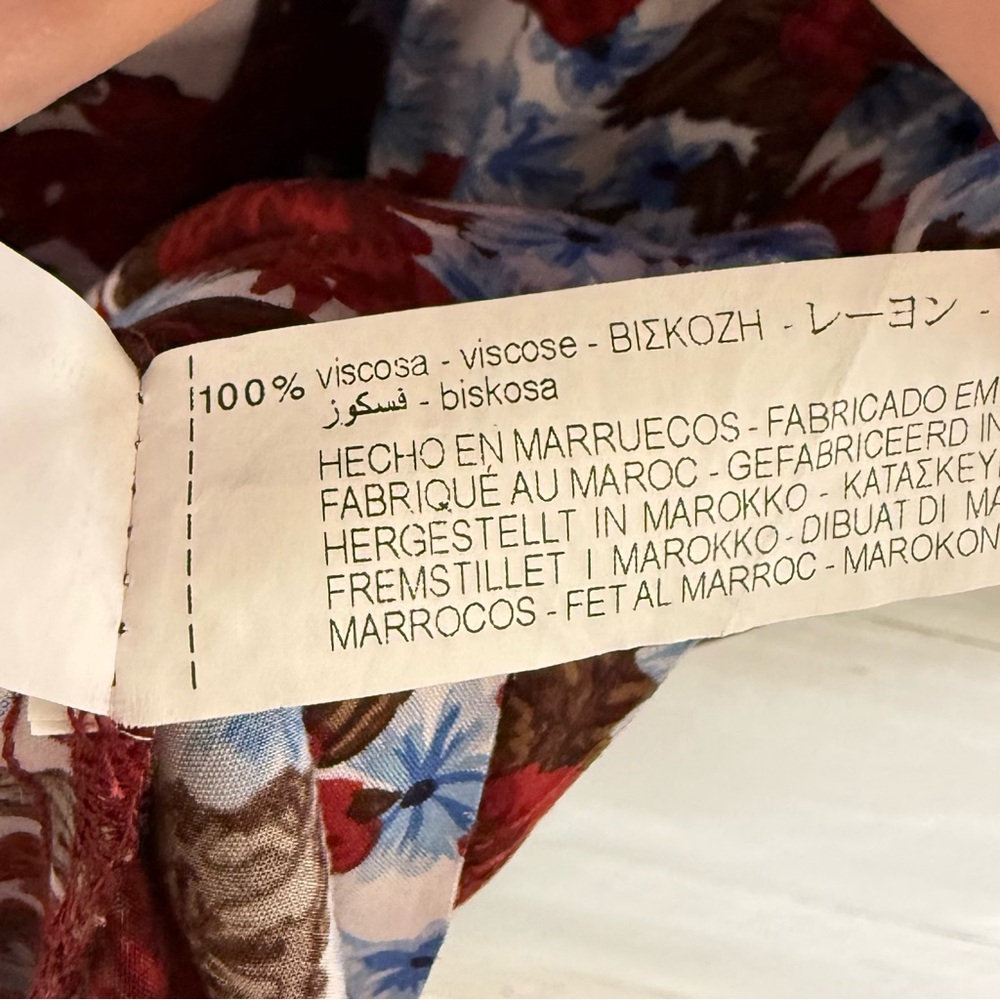 100% viscosa - viscose - ΒΙΣΚΟΖΗ - レーヨン -
فسكوز - biskosa
HECHO EN MARRUECOS - FABRICADO EM
FABRIQUÉ AU MAROC - GEFABRICEERD IN
HERGESTELLT IN MAROKKO - ΚΑΤΑΣΚΕΥ
FREMSTILLET I MAROKKO - DIBUAT DI MA
MARROCOS - FET AL MARROC - MAROKON